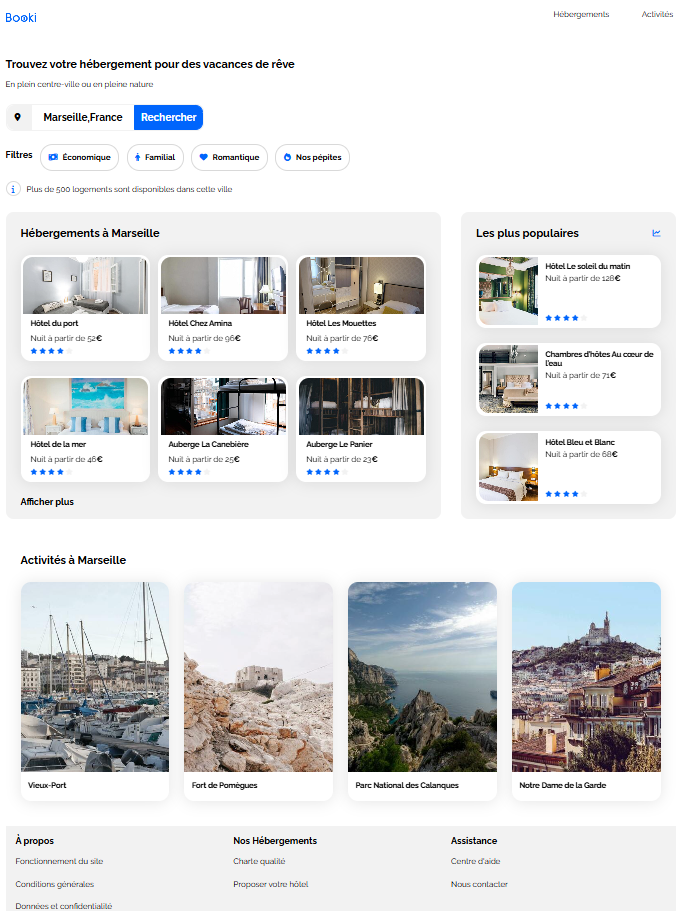 Booki
Hébergements
Activités
Trouvez votre hébergement pour des vacances de rêve
En plein centre-ville ou en pleine nature
Marseille,France
Rechercher
Filtres
Économique
Familial
Romantique
Nos pépites
Plus de 500 logements sont disponibles dans cette ville
Hébergements à Marseille
Hôtel du port
Nuit à partir de 52€
Hôtel Chez Amina
Nuit à partir de 96€
Hôtel Les Mouettes
Nuit à partir de 76€
Hôtel de la mer
Nuit à partir de 46€
Auberge La Canebière
Nuit à partir de 25€
Auberge Le Panier
Nuit à partir de 23€
Afficher plus
Les plus populaires
Hôtel Le soleil du matin
Nuit à partir de 128€
Chambres d'hôtes Au cœur de
l'eau
Nuit à partir de 71€
Hôtel Bleu et Blanc
Nuit à partir de 68€
Activités à Marseille
Vieux-Port
Fort de Pomègues
Parc National des Calanques
Notre Dame de la Garde
À propos
Fonctionnement du site
Conditions générales
Données et confidentialité
Nos Hébergements
Charte qualité
Proposer votre hôtel
Assistance
Centre d'aide
Nous contacter